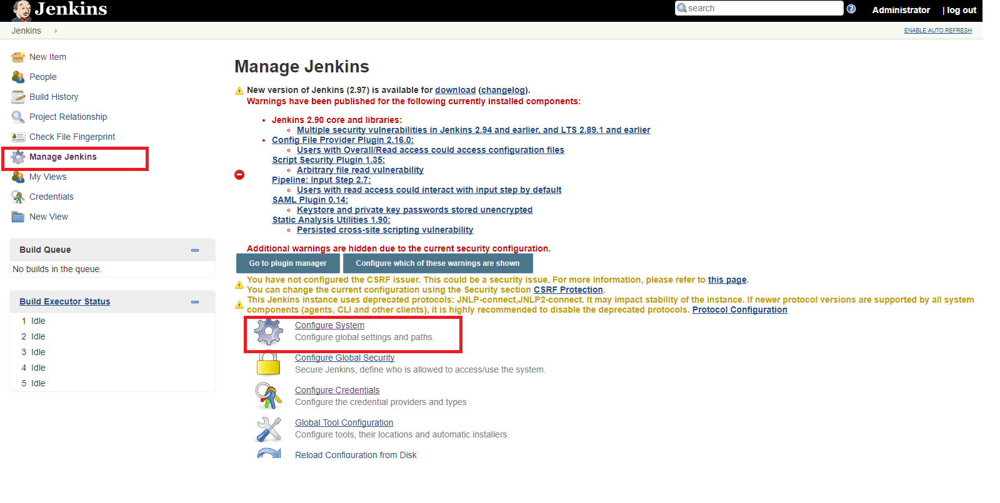 Jenkins
search
Administrator
| log out
Jenkins
ENABLE AUTO REFRESH
New Item
People
Build History
Project Relationship
Check File Fingerprint
Manage Jenkins
My Views
Credentials
New View
Build Queue
No builds in the queue.
Build Executor Status
1 Idle
2 Idle
3 Idle
4 Idle
5 Idle
Manage Jenkins
New version of Jenkins (2.97) is available for download (changelog).
Warnings have been published for the following currently installed components:
Jenkins 2.90 core and libraries:
Multiple security vulnerabilities in Jenkins 2.94 and earlier, and LTS 2.89.1 and earlier
Config File Provider Plugin 2.16.0:
Users with Overall/Read access could access configuration files
Script Security Plugin 1.35:
Arbitrary file read vulnerability
Pipeline: Input Step 2.7:
Users with read access could interact with input step by default
SAML Plugin 0.14:
Keystore and private key passwords stored unencrypted
Static Analysis Utilities 1.90:
Persisted cross-site scripting vulnerability
Additional warnings are hidden due to the current security configuration.
Go to plugin manager
Configure which of these warnings are shown
You have not configured the CSRF issuer. This could be a security issue. For more information, please refer to this page.
You can change the current configuration using the Security section CSRF Protection.
This Jenkins instance uses deprecated protocols: JNLP-connect,JNLP2-connect. It may impact stability of the instance. If newer protocol versions are supported by all system
components (agents, CLI and other clients), it is highly recommended to disable the deprecated protocols. Protocol Configuration
Configure System
Configure global settings and paths.
Configure Global Security
Secure Jenkins; define who is allowed to access/use the system.
Configure Credentials
Configure the credential providers and types
Global Tool Configuration
Configure tools, their locations and automatic installers.
Reload Configuration from Disk